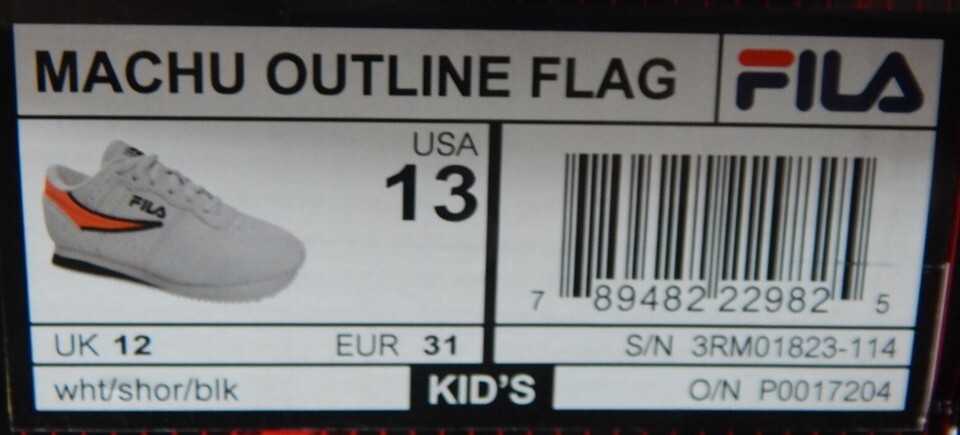 MACHU OUTLINE FLAG
FILA
FILA
USA
13
7 89482 22982 5
UK 12 EUR 31
S/N 3RM01823-114
wht/shor/blk
KID'S
O/N P0017204